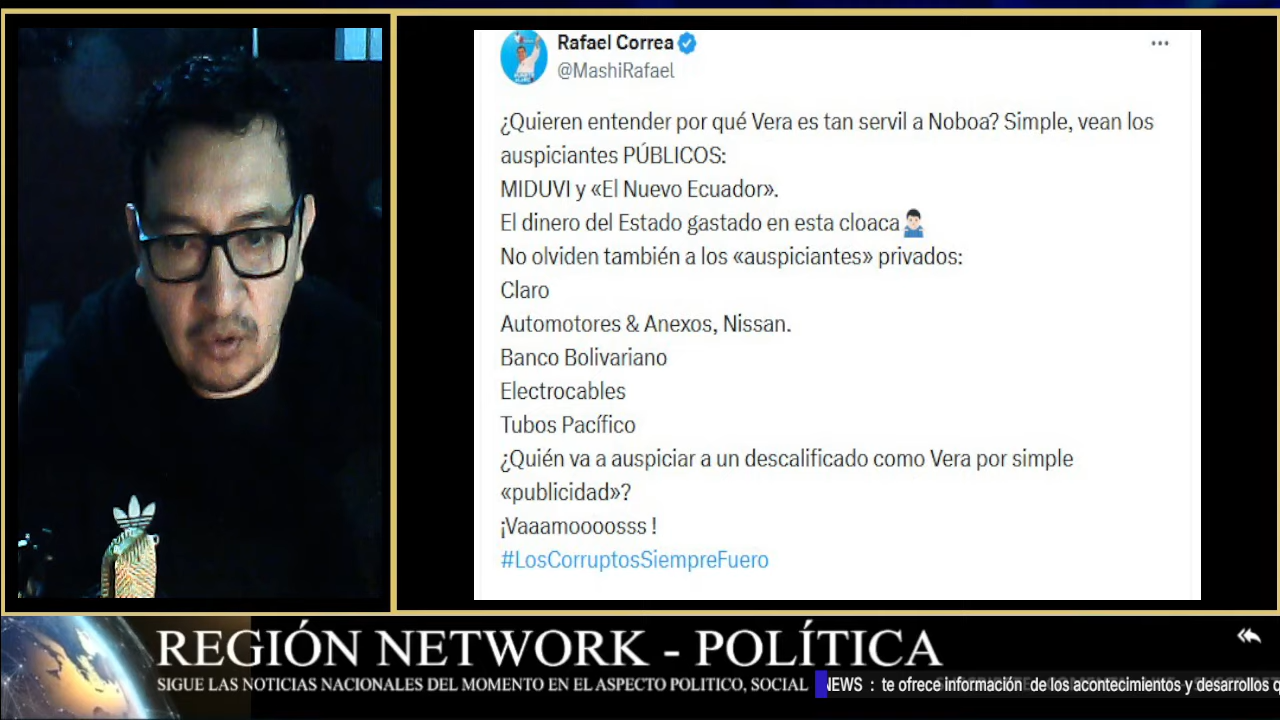 Rafael Correa
@MashiRafael
¿Quieren entender por qué Vera es tan servil a Noboa? Simple, vean los
auspiciantes PÚBLICOS:
MIDUVI y «El Nuevo Ecuador».
El dinero del Estado gastado en esta cloaca
No olviden también a los «auspiciantes» privados:
Claro
Automotores & Anexos, Nissan.
Banco Bolivariano
Electrocables
Tubos Pacífico
¿Quién va a auspiciar a un descalificado como Vera por simple
«publicidad»?
¡Vaaamoooosss !
#LosCorruptosSiempreFuero
REGIÓN NETWORK - POLÍTICA
SIGUE LAS NOTICIAS NACIONALES DEL MOMENTO EN EL ASPECTO POLITICO, SOCIAL
NEWS : te ofrece información de los acontecimientos y desarrollos